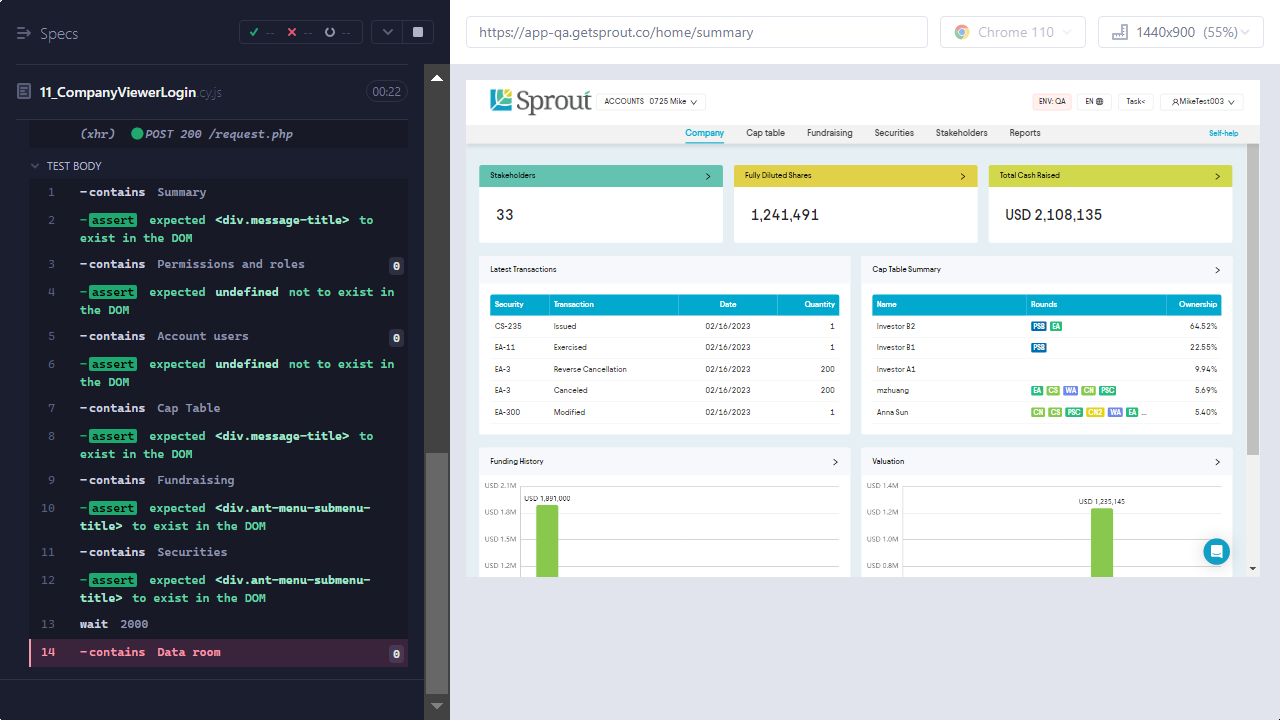 Specs
-- -- --
11_CompanyViewerLogin.cy.js
00:22
(xhr) POST 200 /request.php
TEST BODY
1 -contains Summary
2 -assert expected <div.message-title> to
exist in the DOM
3 -contains Permissions and roles 0
4 -assert expected undefined not to exist in
the DOM
5 -contains Account users 0
6 -assert expected undefined not to exist in
the DOM
7 -contains Cap Table
8 -assert expected <div.message-title> to
exist in the DOM
9 -contains Fundraising
10 -assert expected <div.ant-menu-submenu-
title> to exist in the DOM
11 -contains Securities
12 -assert expected <div.ant-menu-submenu-
title> to exist in the DOM
13 wait 2000
14 -contains Data room 0
https://app-qa.getsprout.co/home/summary
Chrome 110
1440x900 (55%)
Sprout
ACCOUNTS 0725 Mike
ENV: QA
EN
Task<
MikeTest003
Company Cap table Fundraising Securities Stakeholders Reports
Self-help
Stakeholders
33
Fully Diluted Shares
1,241,491
Total Cash Raised
USD 2,108,135
Latest Transactions
Security Transaction Date Quantity
CS-235 Issued 02/16/2023 1
EA-11 Exercised 02/16/2023 1
EA-3 Reverse Cancellation 02/16/2023 200
EA-3 Canceled 02/16/2023 200
EA-300 Modified 02/16/2023 1
Cap Table Summary
Name Rounds Ownership
Investor B2 PSB EA 64.52%
Investor B1 PSB 22.55%
Investor A1 9.94%
mzhuang EA CS WA CN PSC 5.69%
Anna Sun CN CS PSC CN2 WA EA ... 5.40%
Funding History
USD 2.1M
USD 1,891,000
USD 1.8M
USD 1.5M
USD 1.2M
Valuation
USD 1.4M
USD 1,235,145
USD 1.2M
USD 1.0M
USD 0.8M